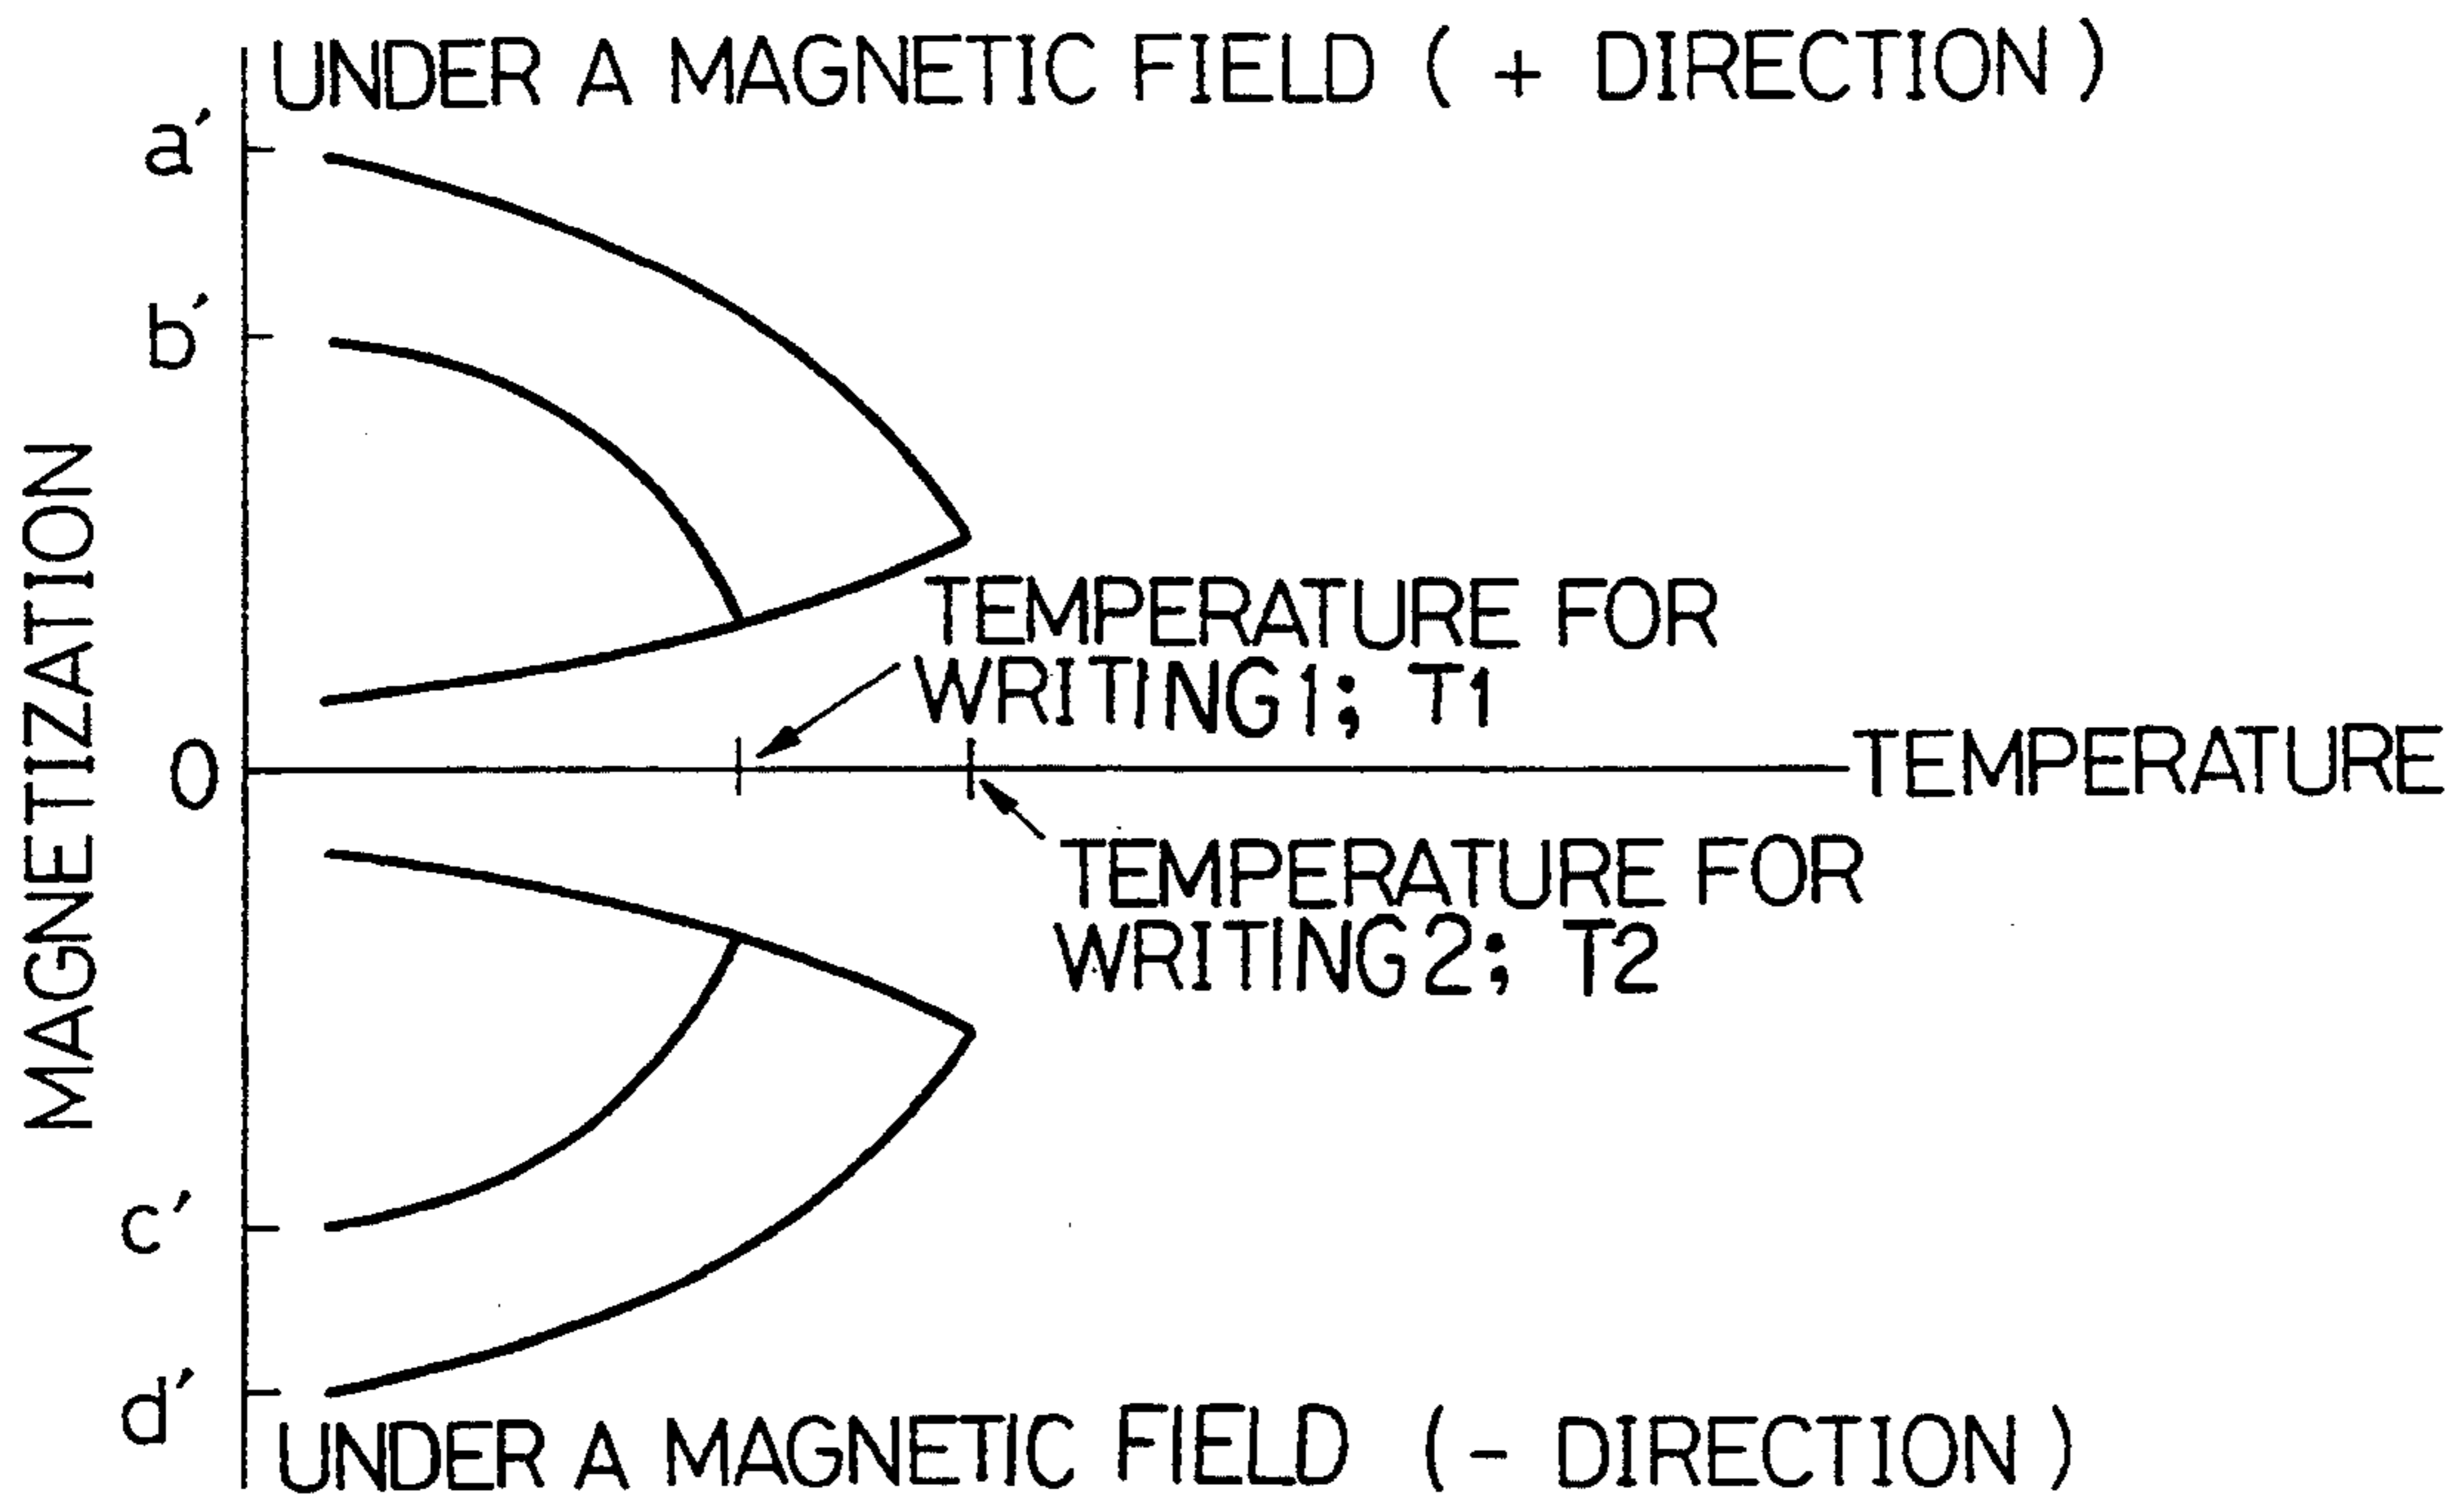 UNDER A MAGNETIC FIELD ( + DIRECTION )
a′
b′
MAGNETIZATION
TEMPERATURE FOR
WRITING1; T1
0
TEMPERATURE
TEMPERATURE FOR
WRITING2; T2
c′
d′
UNDER A MAGNETIC FIELD ( - DIRECTION )